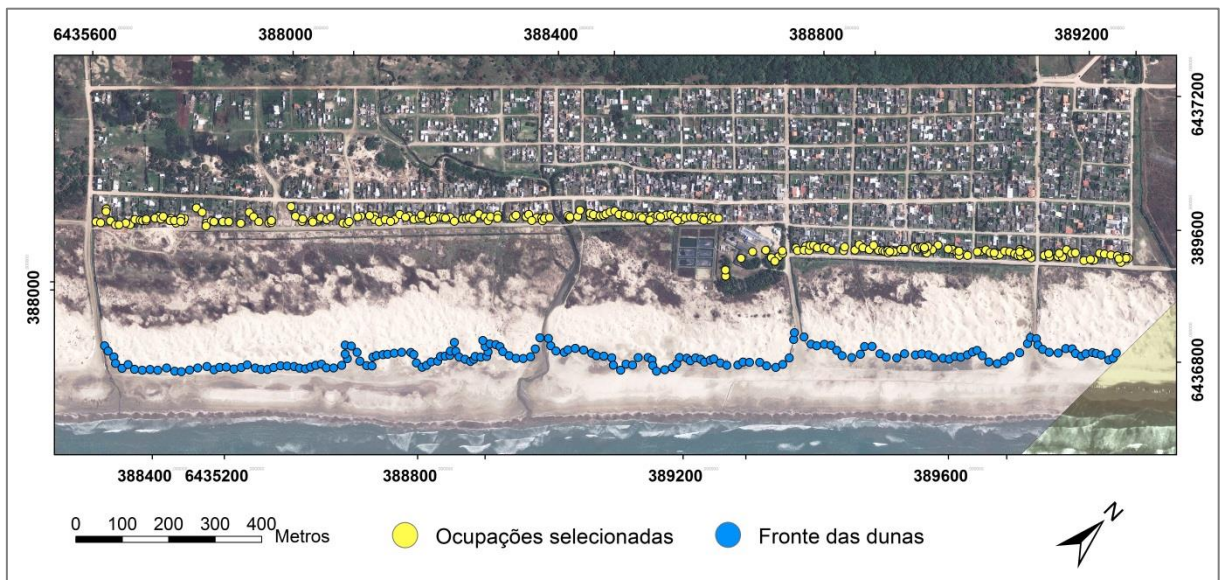 6435600 388000 388400 388800 389200
6437200
389600
388000
6436800
388400 6435200 388800 389200 389600
0 100 200 300 400 Metros
Ocupações selecionadas
Fronte das dunas
N